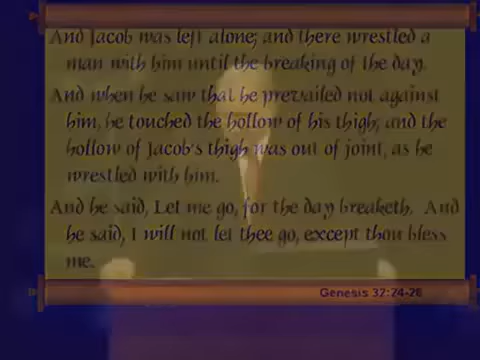 And Jacob was left alone; and there wrestled a
man with him until the breaking of the day.
And when he saw that he prevailed not against
him, he touched the hollow of his thigh; and the
hollow of Jacob's thigh was out of joint, as he
wrestled with him.
And he said, Let me go, for the day breaketh. And
he said, I will not let thee go, except thou bless
me.
Genesis 32:24-26